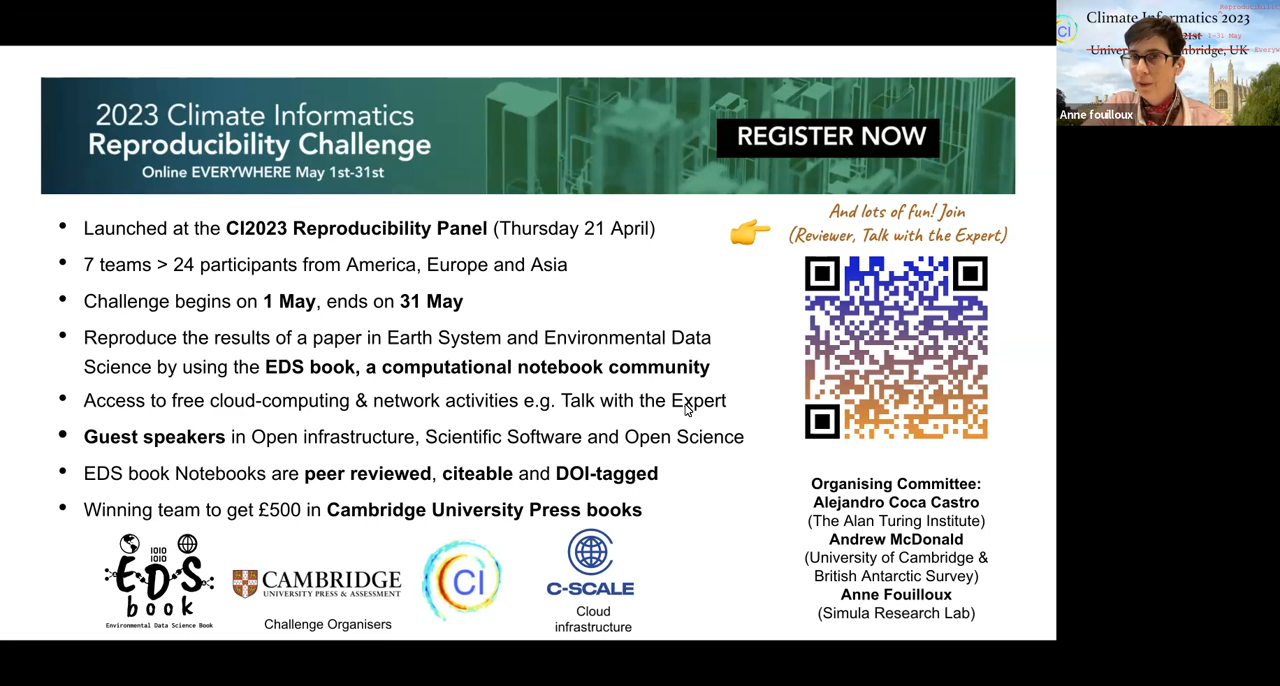 2023 Climate Informatics
Reproducibility Challenge
Online EVERYWHERE May 1st-31st
REGISTER NOW
• Launched at the CI2023 Reproducibility Panel (Thursday 21 April)
• 7 teams > 24 participants from America, Europe and Asia
• Challenge begins on 1 May, ends on 31 May
• Reproduce the results of a paper in Earth System and Environmental Data
Science by using the EDS book, a computational notebook community
• Access to free cloud-computing & network activities e.g. Talk with the Expert
• Guest speakers in Open infrastructure, Scientific Software and Open Science
• EDS book Notebooks are peer reviewed, citeable and DOI-tagged
• Winning team to get £500 in Cambridge University Press books
And lots of fun! Join
(Reviewer, Talk with the Expert)
Organising Committee:
Alejandro Coca Castro
(The Alan Turing Institute)
Andrew McDonald
(University of Cambridge &
British Antarctic Survey)
Anne Fouilloux
(Simula Research Lab)
IOIO
IOIO
EDS
book
Environmental Data Science Book
CAMBRIDGE
UNIVERSITY PRESS & ASSESSMENT
Challenge Organisers
CI
C-SCALE
Cloud
infrastructure
Climate Informatics 2023
CI
1-31 May
Anne fouilloux